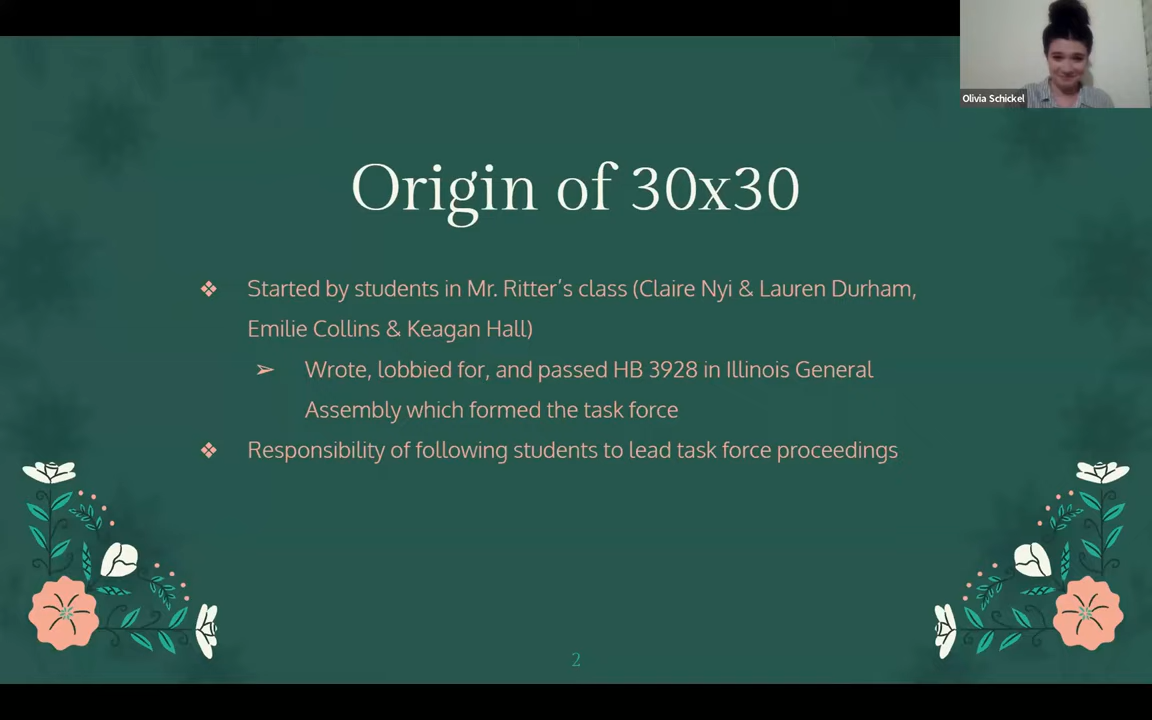 Olivia Schickel
Origin of 30x30
❖ Started by students in Mr. Ritter's class (Claire Nyi & Lauren Durham,
Emilie Collins & Keagan Hall)
➢ Wrote, lobbied for, and passed HB 3928 in Illinois General
Assembly which formed the task force
❖ Responsibility of following students to lead task force proceedings
2